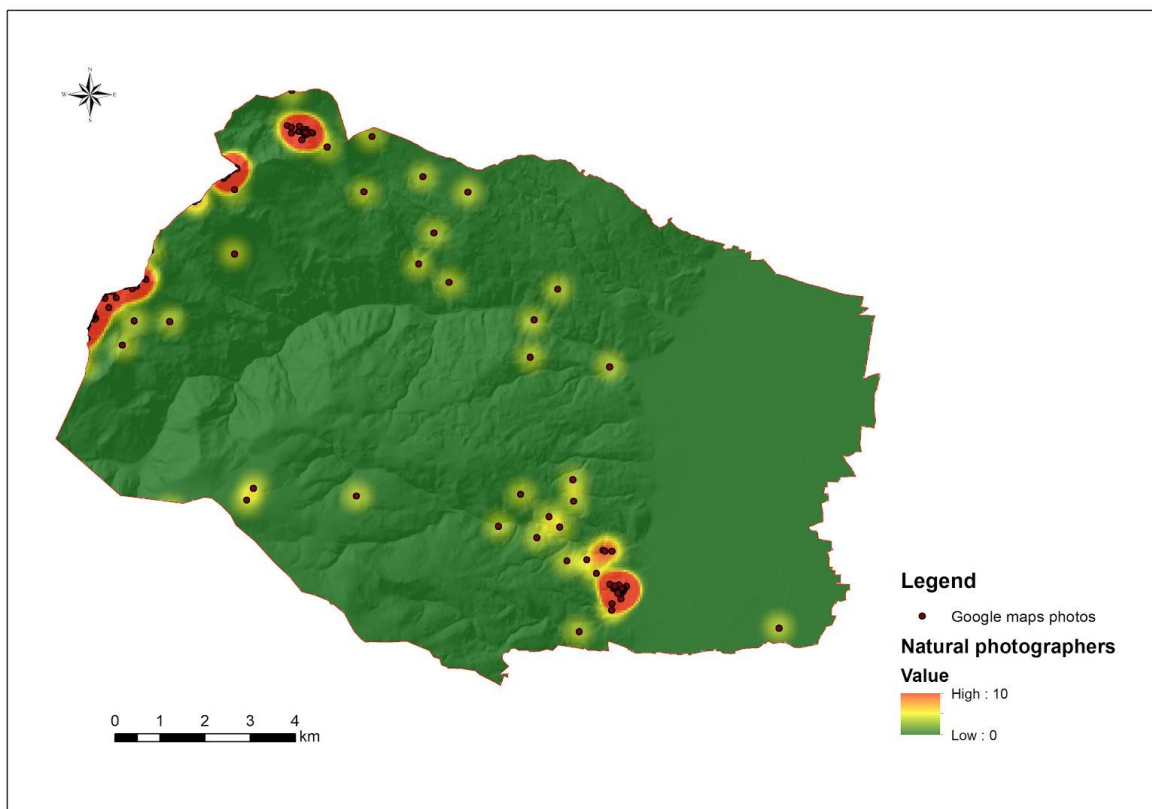 N
W E
S
Legend
Google maps photos
Natural photographers
Value
High : 10
Low : 0
0 1 2 3 4
km